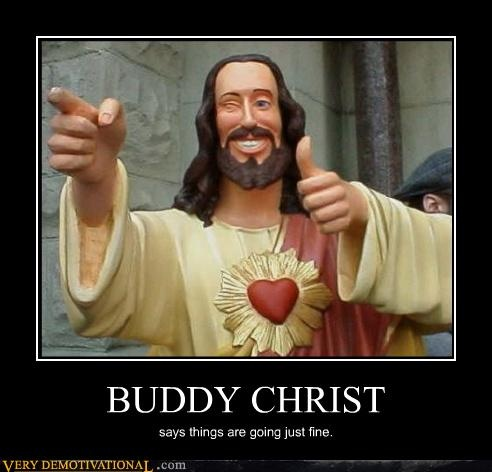 BUDDY CHRIST
says things are going just fine.
VERY DEMOTIVATIONAL .com